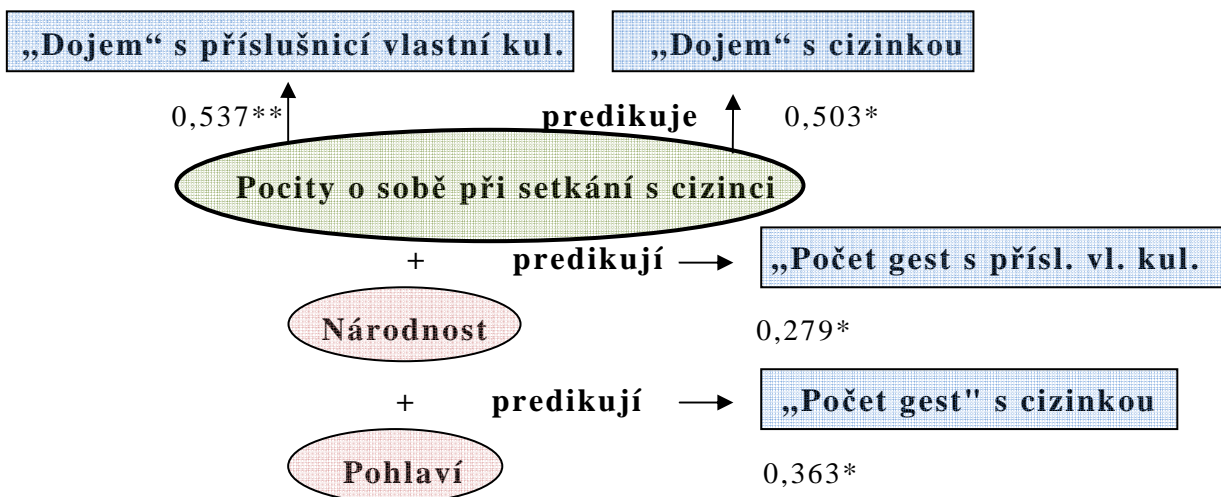 „Dojem“ s příslušnicí vlastní kul.
„Dojem“ s cizinkou
0,537**
predikuje
0,503*
Pocity o sobě při setkání s cizinci
+ predikují
„Počet gest s přísl. vl. kul.
Národnost
0,279*
+ predikují
„Počet gest" s cizinkou
Pohlaví
0,363*